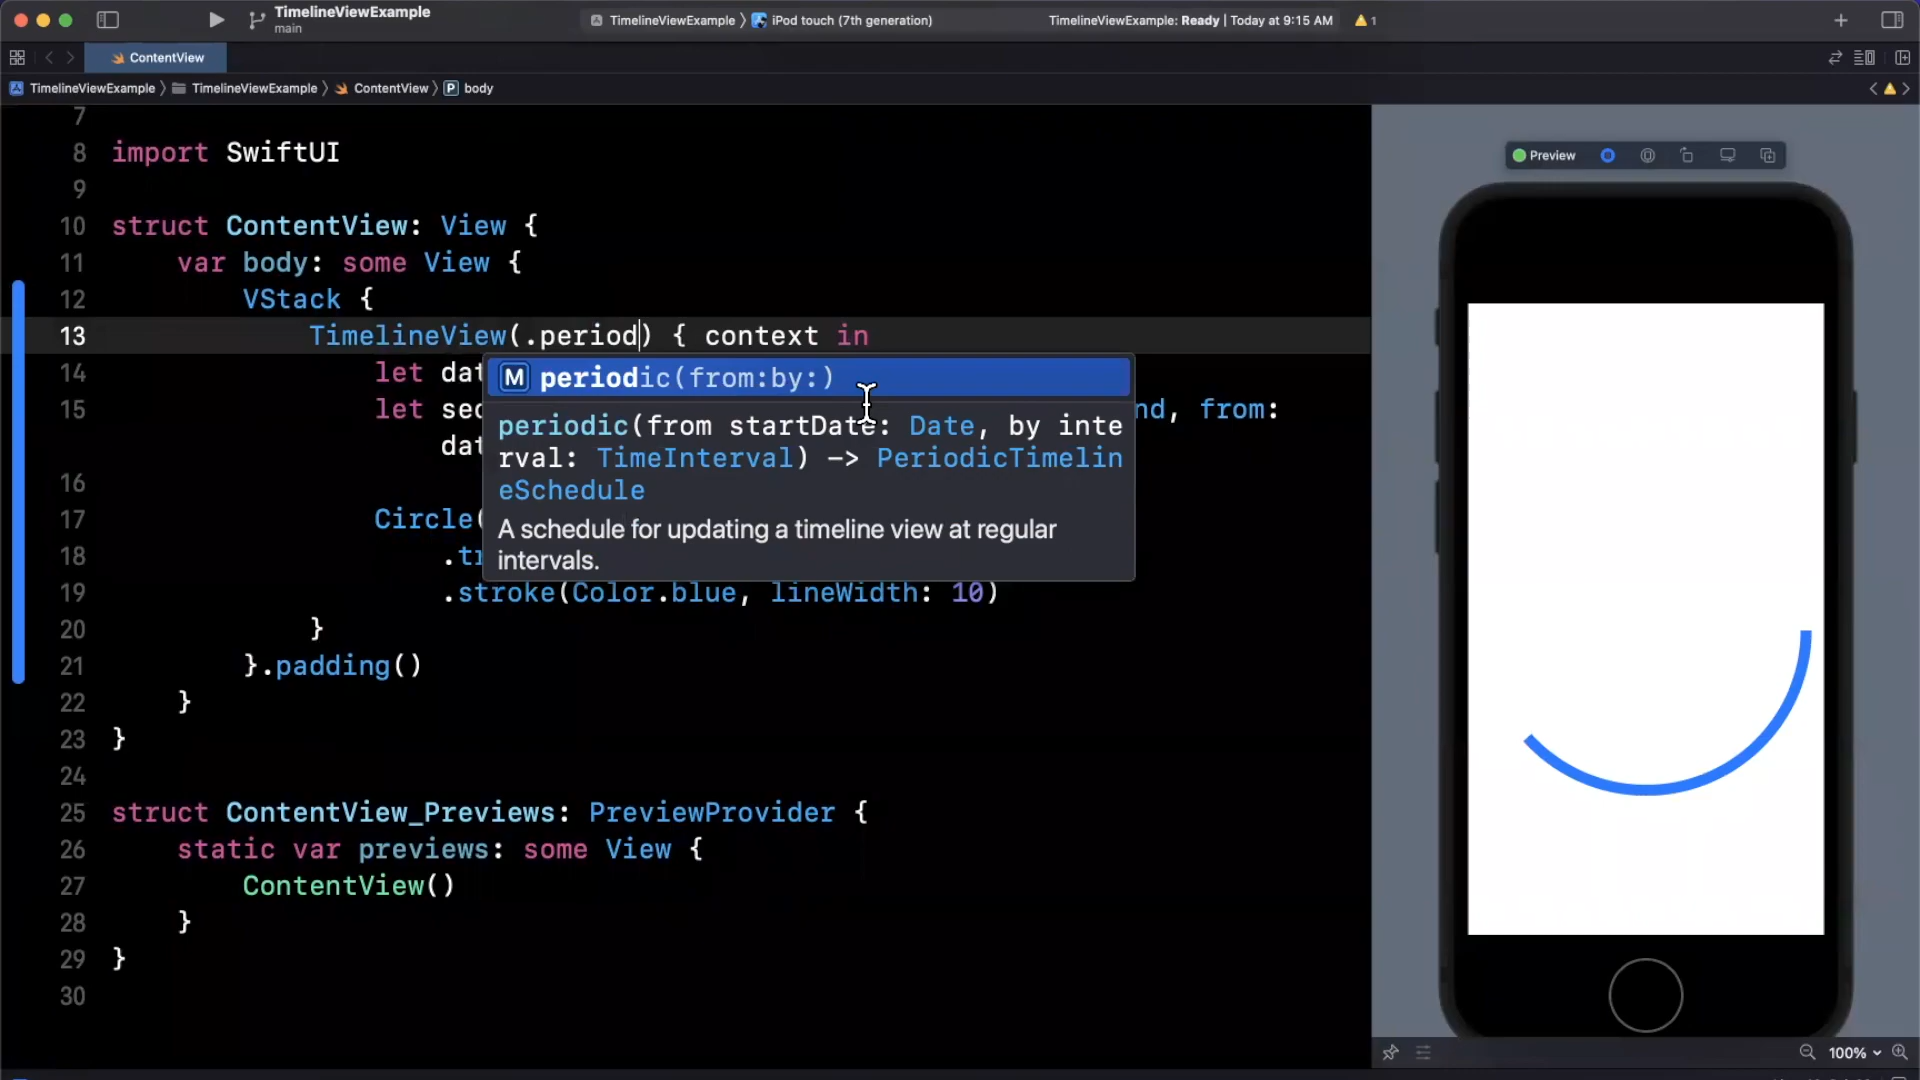 TimelineViewExample
main
TimelineViewExample 〉 iPod touch (7th generation)
TimelineViewExample: Ready | Today at 9:15 AM
1
ContentView
TimelineViewExample 〉 TimelineViewExample 〉 ContentView 〉 P body
7
8 import SwiftUI
9
10 struct ContentView: View {
11 var body: some View {
12 VStack {
13 TimelineView(.period) { context in
14 let dat
15 let sec nd, from:
dat
16
17 Circle(
18 .tr
19 .stroke(Color.blue, lineWidth: 10)
20 }
21 }.padding()
22 }
23 }
24
25 struct ContentView_Previews: PreviewProvider {
26 static var previews: some View {
27 ContentView()
28 }
29 }
30
M periodic(from:by:)
periodic(from startDate: Date, by inte
rval: TimeInterval) -> PeriodicTimelin
eSchedule
A schedule for updating a timeline view at regular
intervals.
Preview
100%